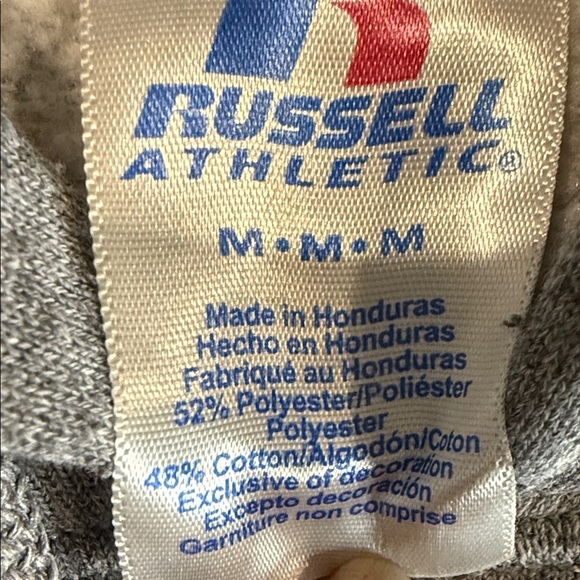 RUSSELL
ATHLETIC®
M•M•M
Made in Honduras
Hecho en Honduras
Fabriqué au Honduras
52% Polyester/Poliéster
Polyester
48% Cotton/Algodón/Coton
Exclusive of decoration
Excepto decoración
Garniture non comprise